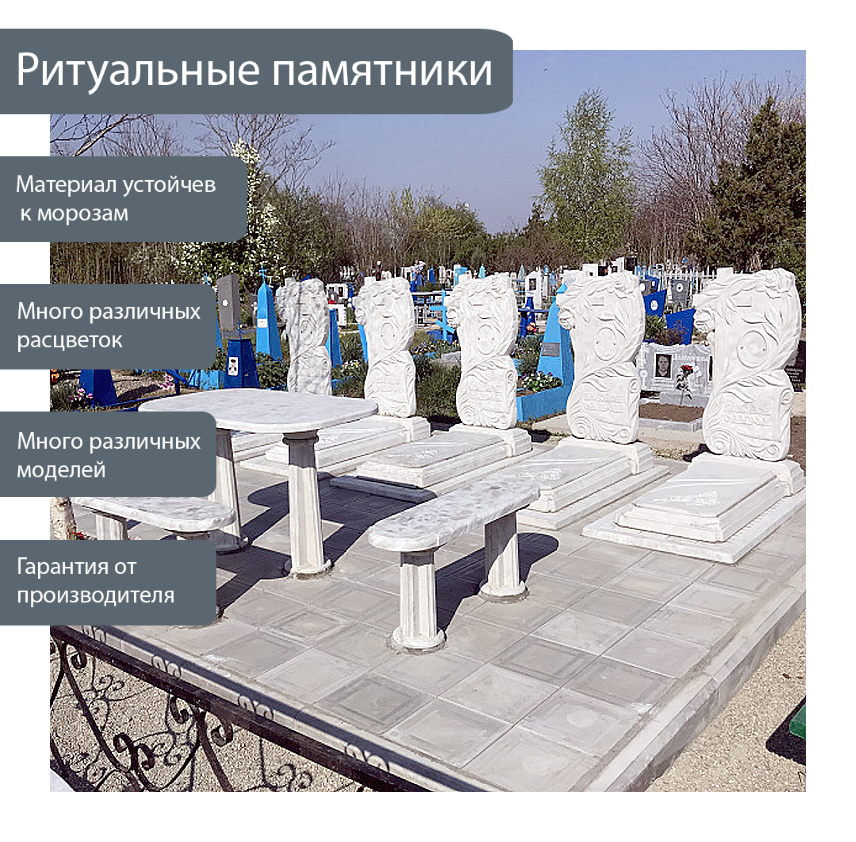 Ритуальные памятники
Материал устойчев
к морозам
Много различных
расцветок
Много различных
моделей
Гарантия от
производителя